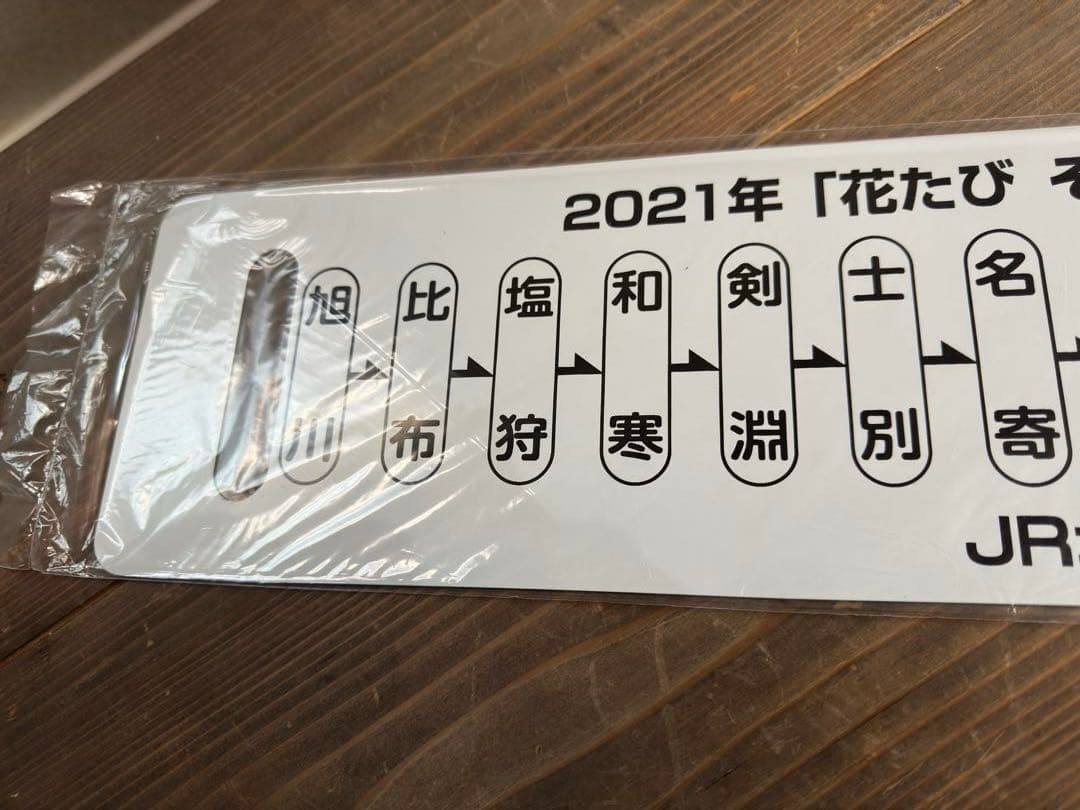 2021年 「花たび そ
旭川
比布
塩狩
和寒
剣淵
士別
名寄
JR